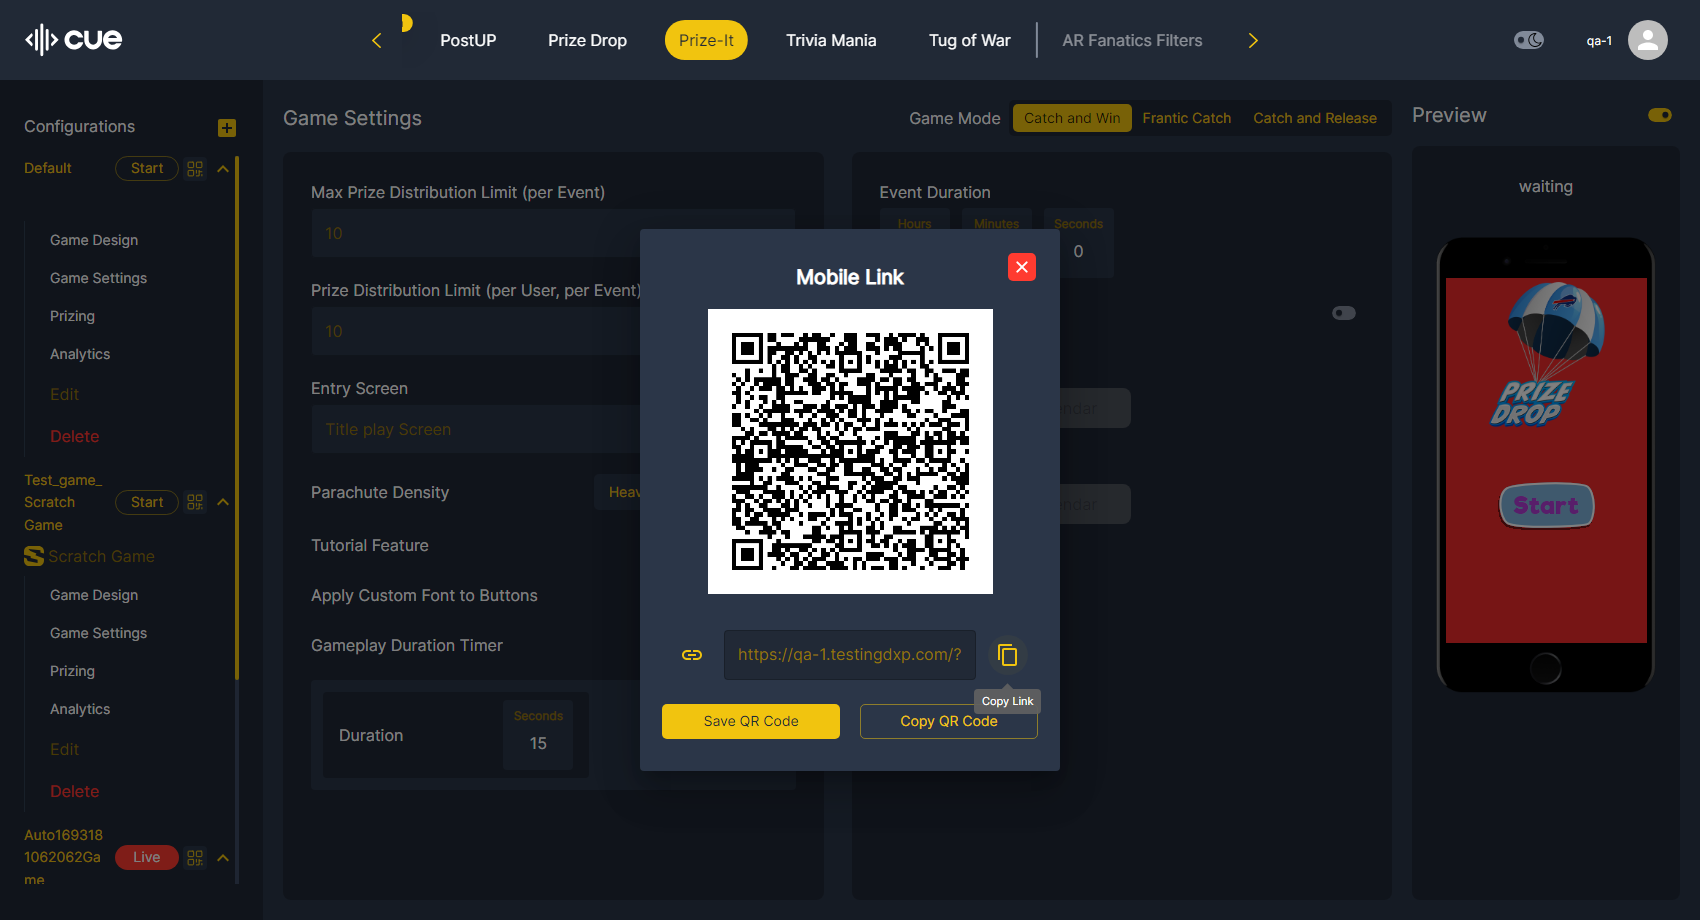 cue
PostUP
Prize Drop
Prize-It
Trivia Mania
Tug of War
AR Fanatics Filters
qa-1
Configurations
Default
Start
Game Design
Game Settings
Prizing
Analytics
Edit
Delete
Test_game_
Scratch
Game
Start
Scratch Game
Game Design
Game Settings
Prizing
Analytics
Edit
Delete
Auto169318
1062062Ga
me
Live
Game Settings
Game Mode
Catch and Win
Frantic Catch
Catch and Release
Max Prize Distribution Limit (per Event)
10
Prize Distribution Limit (per User, per Event)
10
Entry Screen
Title play Screen
Parachute Density
Heav
Tutorial Feature
Apply Custom Font to Buttons
Gameplay Duration Timer
Duration
Seconds
15
Event Duration
Hours
Minutes
Seconds
0
ndar
ndar
Mobile Link
https://qa-1.testingdxp.com/?
Copy Link
Save QR Code
Copy QR Code
Preview
waiting
PRIZE
DROP
Start